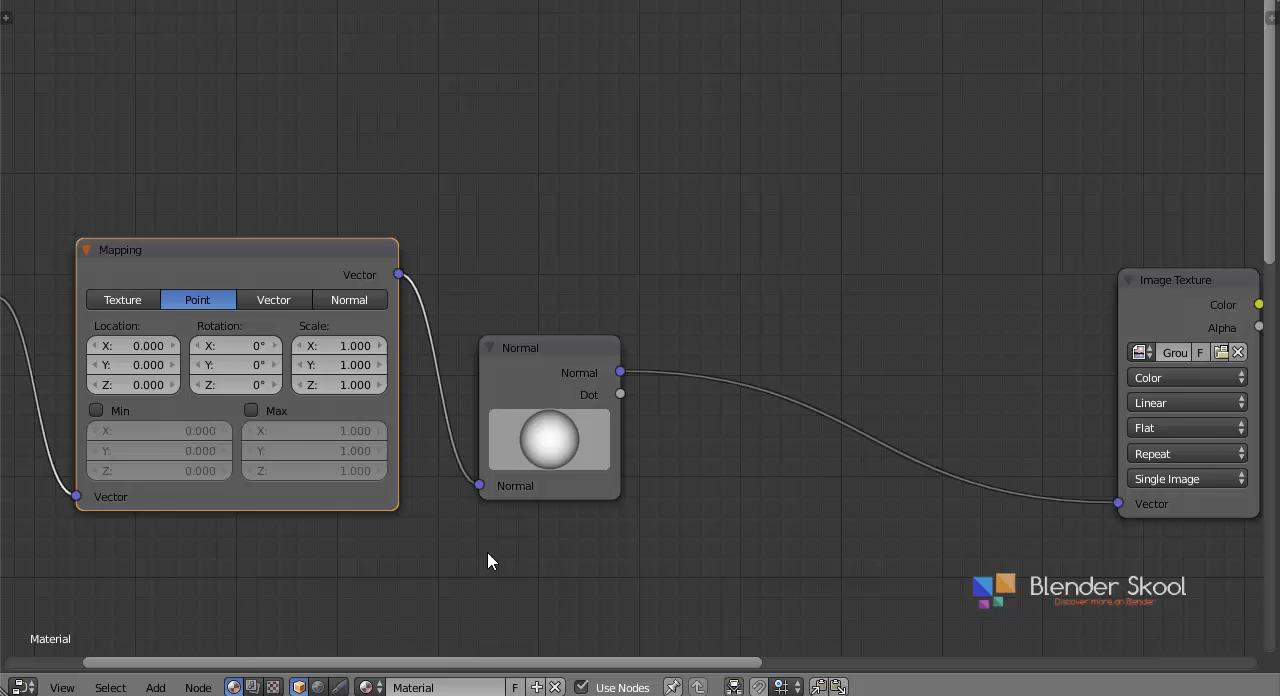 Mapping
Vector
Texture Point Vector Normal
Location: Rotation: Scale:
X: 0.000 X: 0° X: 1.000
Y: 0.000 Y: 0° Y: 1.000
Z: 0.000 Z: 0° Z: 1.000
Min Max
X: 0.000 X: 1.000
Y: 0.000 Y: 1.000
Z: 0.000 Z: 1.000
Vector
Normal
Normal
Dot
Normal
Image Texture
Color
Alpha
Grou F
Color
Linear
Flat
Repeat
Single Image
Vector
Blender Skool
Discover more on Blender
Material
View Select Add Node Material F Use Nodes